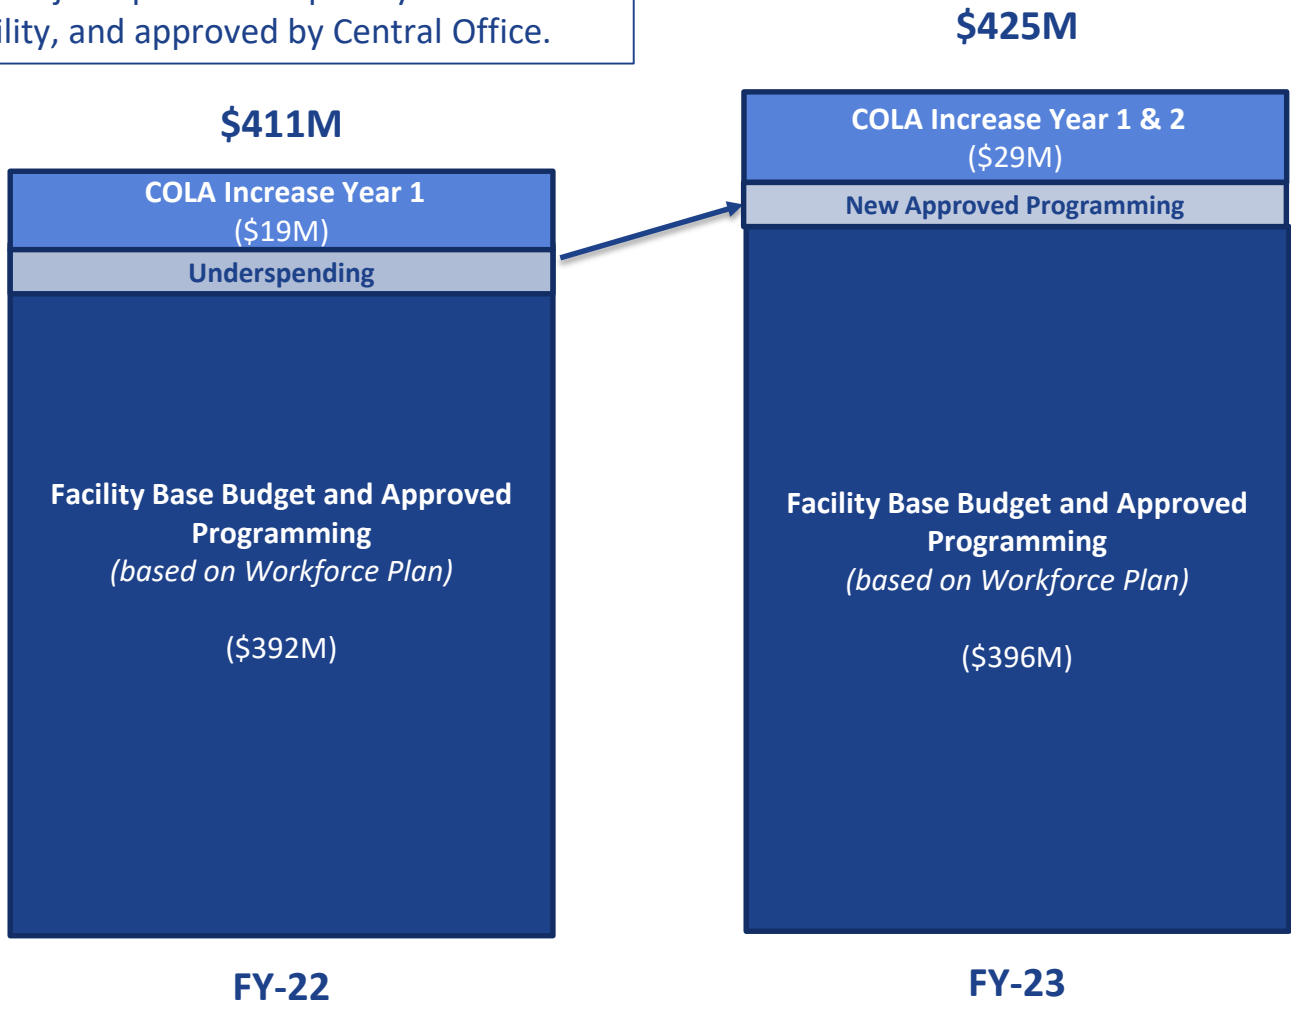 and approved by Central Office.
$425M
$411M
COLA Increase Year 1 & 2
($29M)
COLA Increase Year 1
($19M)
New Approved Programming
Underspending
Facility Base Budget and Approved
Programming
(based on Workforce Plan)
($392M)
Facility Base Budget and Approved
Programming
(based on Workforce Plan)
($396M)
FY-22
FY-23